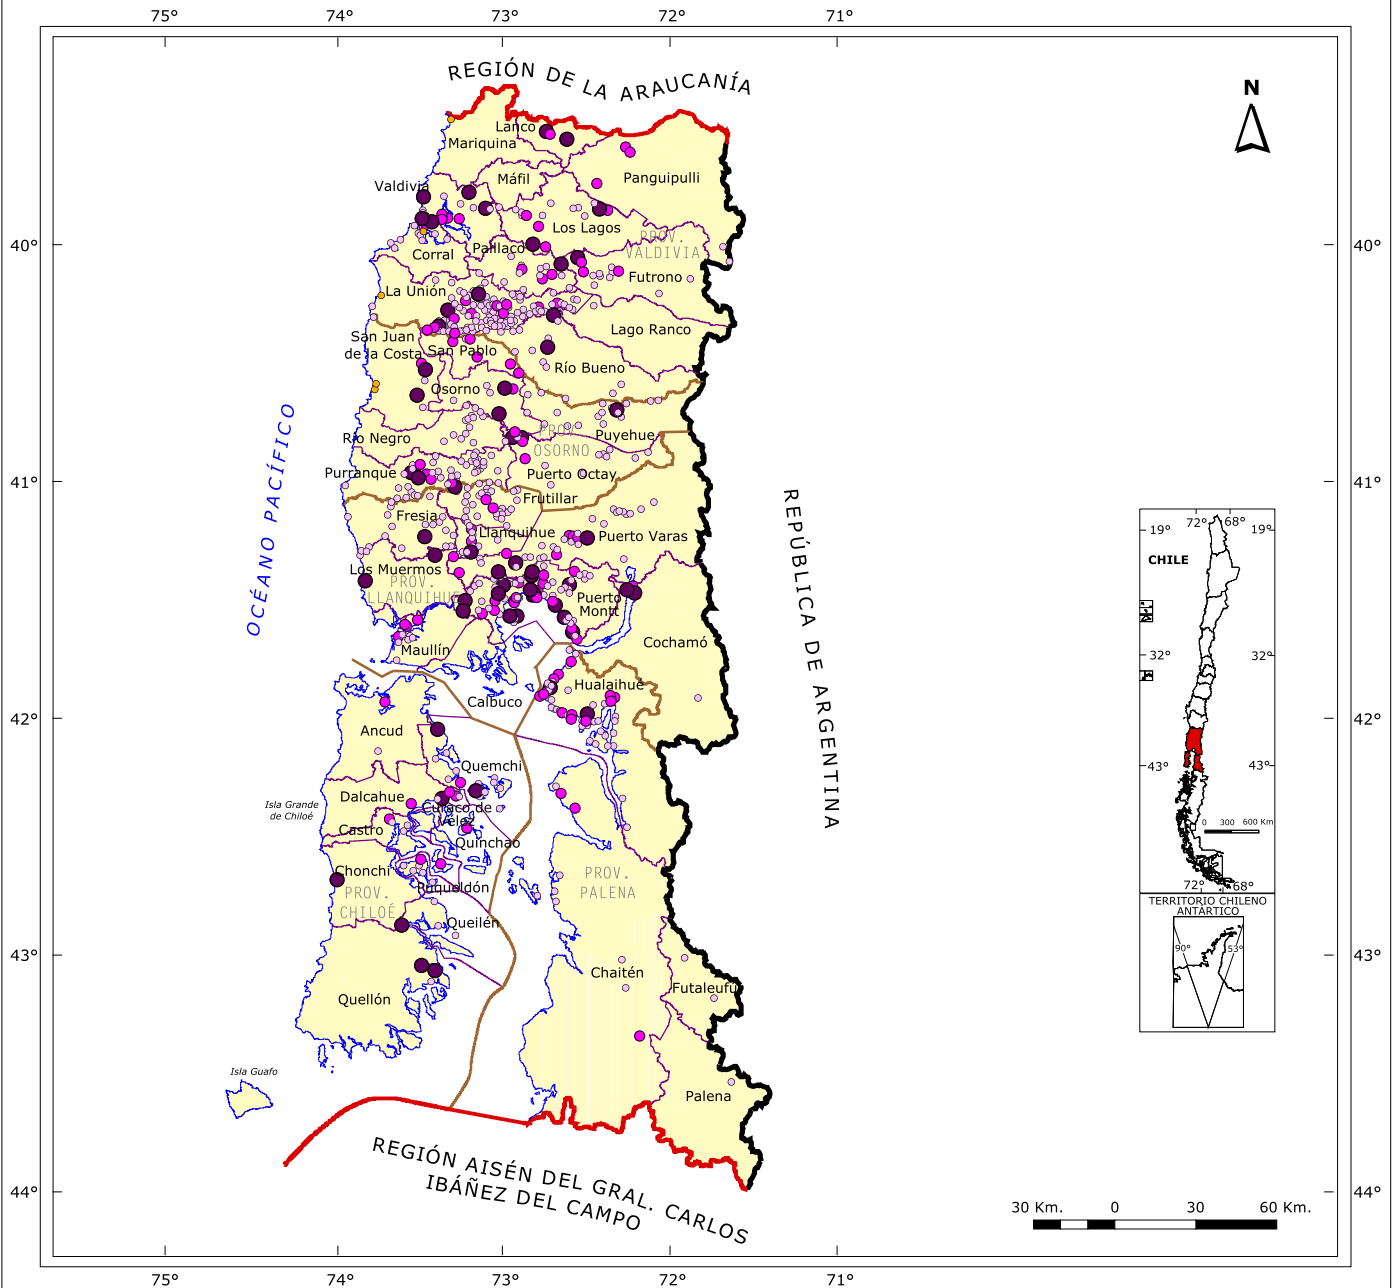 75° 74° 73° 72° 71°
REGIÓN DE LA ARAUCANÍA
N
Lanco
Mariquina
Máfil
Panguipulli
Valdivia
Los Lagos
PROV.
VALDIVIA
40° 40°
Paillaco
Corral
Futrono
La Unión
Lago Ranco
San Juan
de la Costa
San Pablo
Río Bueno
Osorno
OCÉANO PACÍFICO
Río Negro
PROV.
OSORNO
Puyehue
Purranque
Puerto Octay
41° 41°
Frutillar
Fresia
Llanquihue
Puerto Varas
REPÚBLICA DE ARGENTINA
Los Muermos
PROV.
LLANQUIHUE
Puerto
Montt
Cochamó
Maullín
Hualaihué
Calbuco
42° 42°
Ancud
Quemchi
Dalcahue
Isla Grande
de Chiloé
Curaco de
Vélez
Castro
Quinchao
Chonchi
PROV.
CHILOÉ
Puqueldón
PROV.
PALENA
Queilén
43° 43°
Chaitén
Futaleufú
Quellón
Isla Guafo
Palena
REGIÓN AISÉN DEL GRAL. CARLOS
IBÁÑEZ DEL CAMPO
44° 44°
72° 68°
19° 19°
CHILE
32° 32°
43° 43°
0 300 600 Km
72° 68°
TERRITORIO CHILENO
ANTÁRTICO
90° 53°
30 Km. 0 30 60 Km.
75° 74° 73° 72° 71°